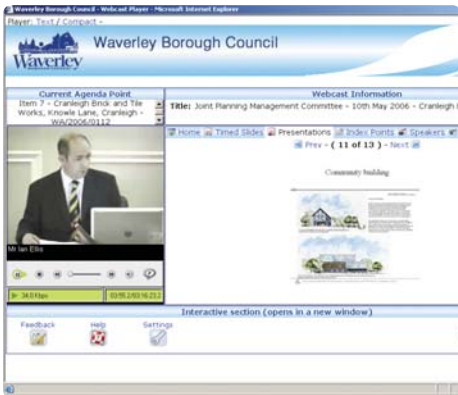 Waverley Borough Council - Webcast Player - Microsoft Internet Explorer
Player: Text / Compact -
Waverley
Waverley Borough Council
Current Agenda Point
Item 7 - Cranleigh Brick and Tile
Works, Knowle Lane, Cranleigh -
WA/2006/0112
Webcast Information
Title: Joint Planning Management Committee - 10th May 2006 - Cranleigh
Home Timed Slides Presentations Index Points Speakers
Prev - ( 11 of 13 ) - Next
Community building
Mr Ian Ellis
34.0 Kbps
Interactive section (opens in a new window)
Feedback Help Settings